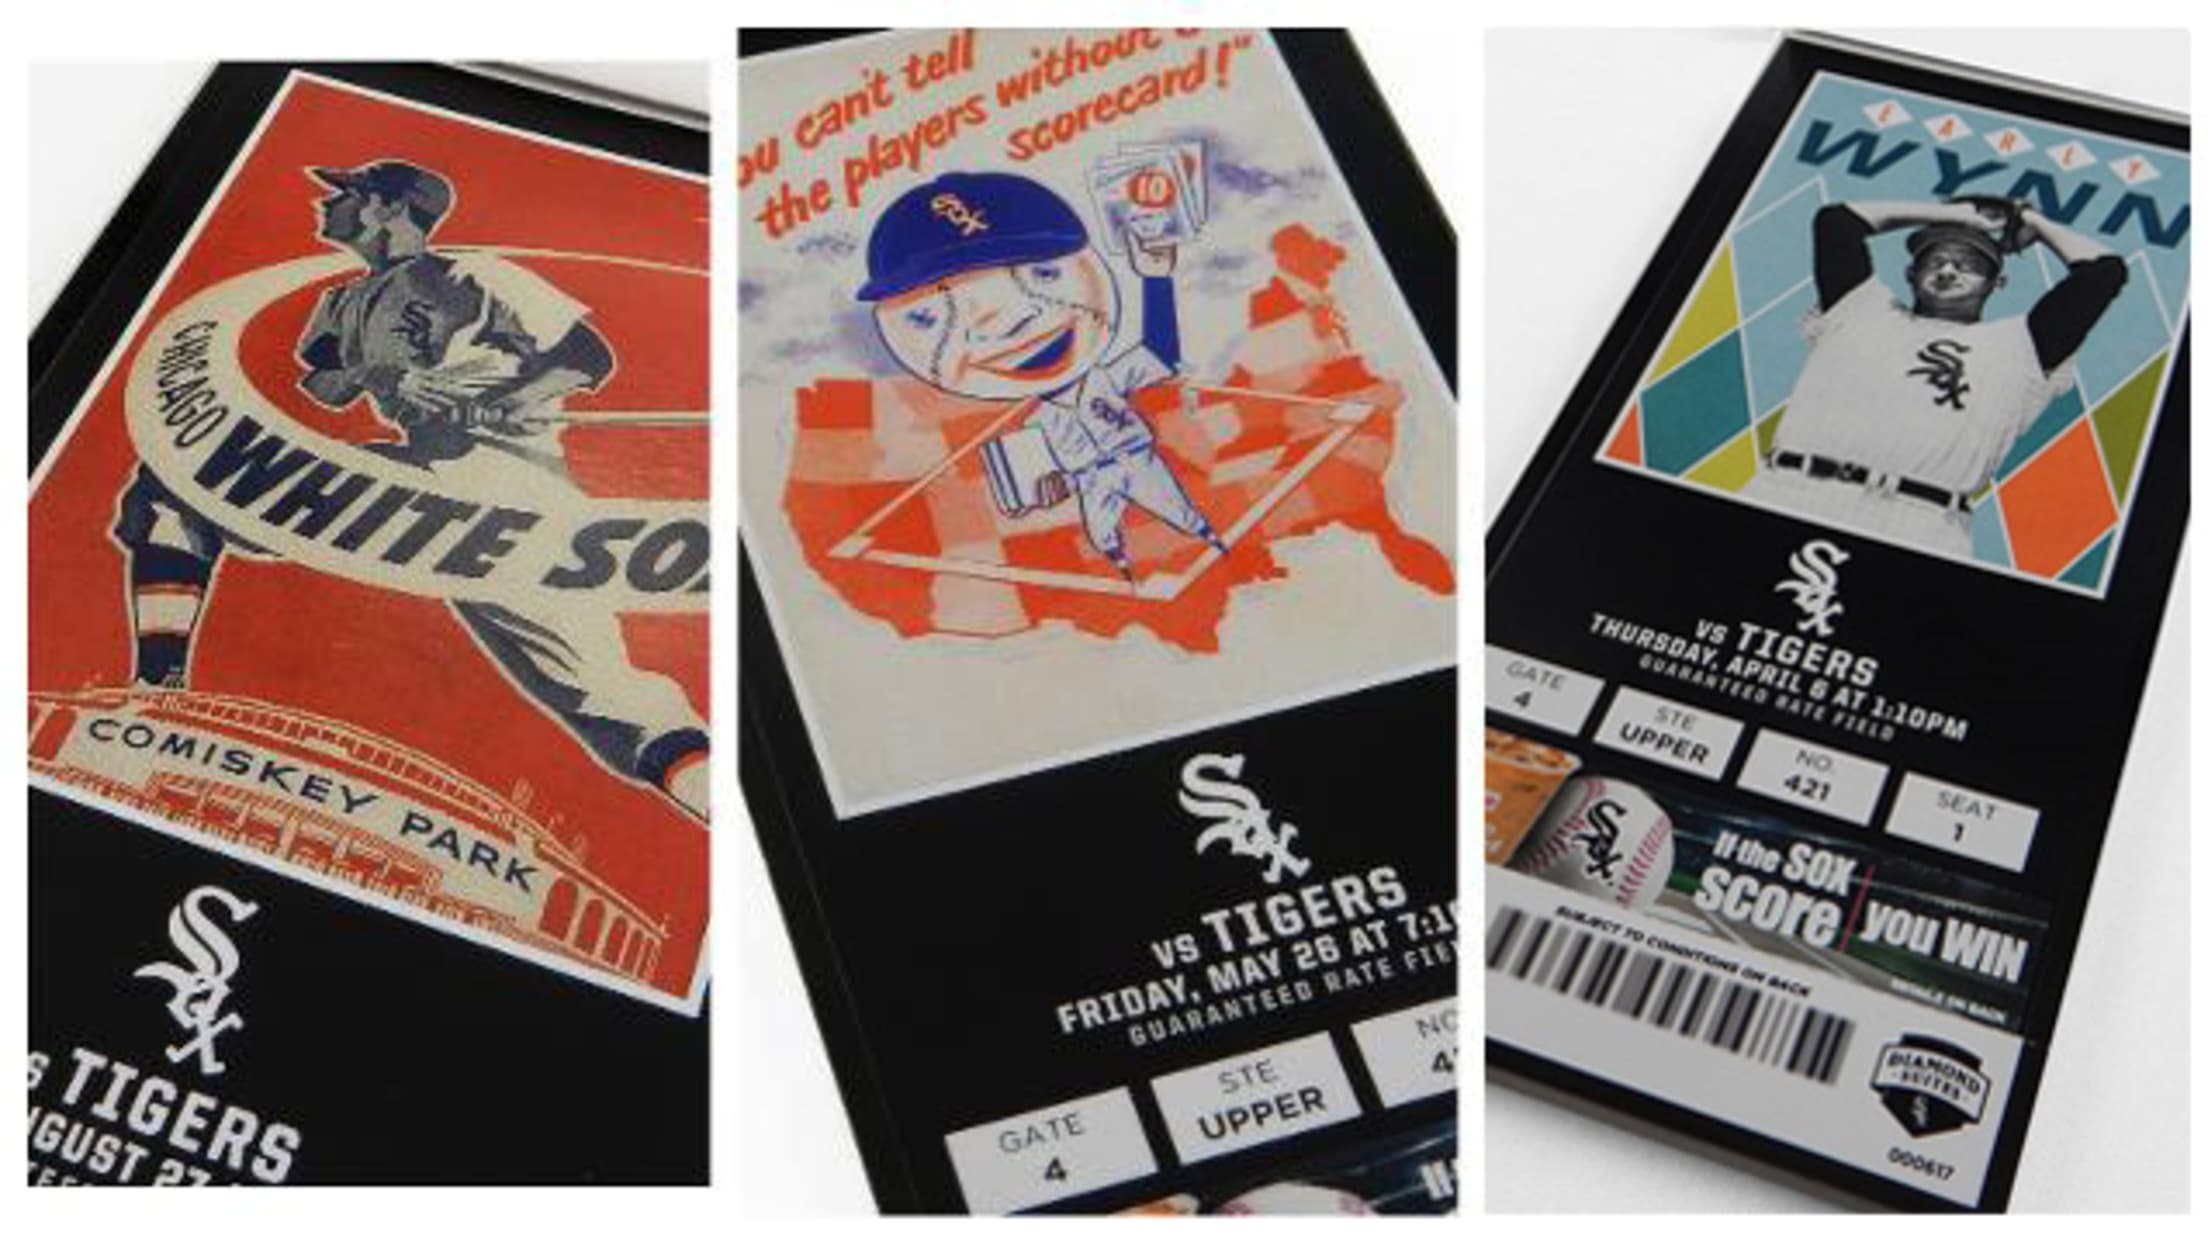 CHICAGO
WHITE SO
COMISKEY PARK
Sox
TIGERS
GUST 27
ou can't tell
the players without
scorecard!"
10
Sox
Sox
Sox
VS TIGERS
FRIDAY, MAY 26 AT 7:1
GUARANTEED RATE FIE
GATE
4
STE
UPPER
NO
4
EARLY
WYNN
Sox
Sox
VS TIGERS
THURSDAY, APRIL 6 AT 1:10PM
GUARANTEED RATE FIELD
GATE
4
STE
UPPER
NO.
421
SEAT
1
Sox
If the SOX
score
you WIN
SUBJECT TO CONDITIONS ON BACK
DIAMOND
SUITES
000617